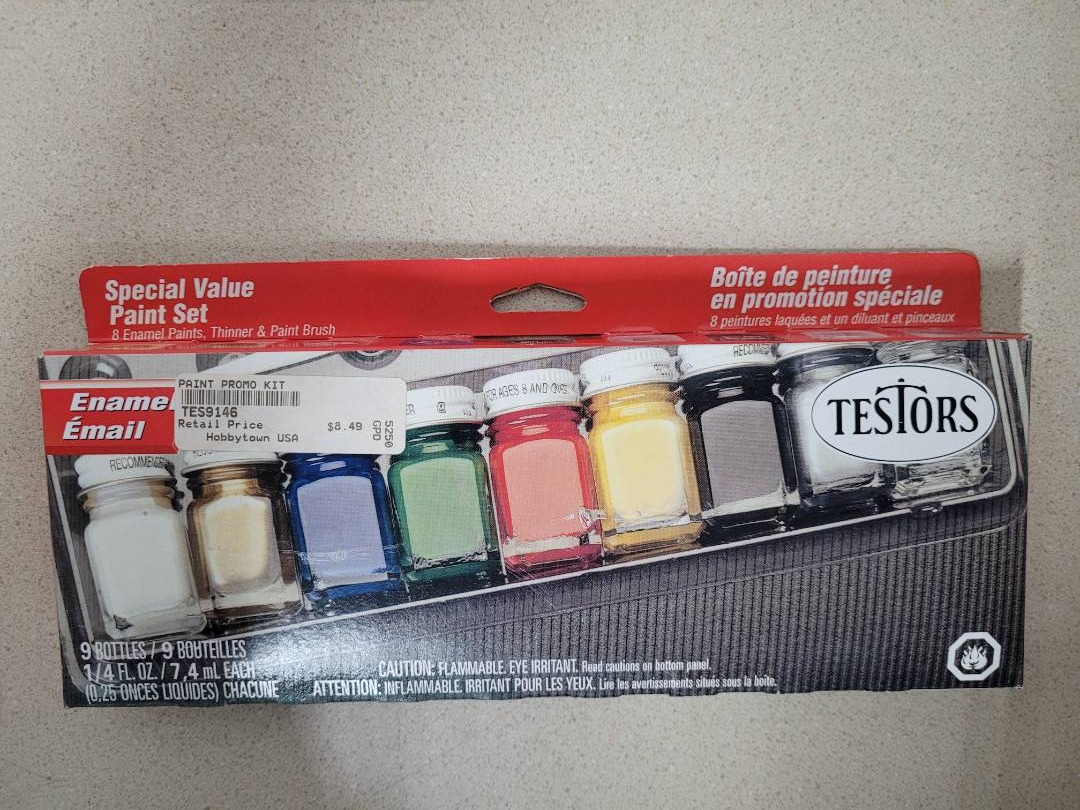 Special Value
Paint Set
8 Enamel Paints, Thinner & Paint Brush
Boîte de peinture
en promotion spéciale
8 peintures laquées et un diluant et pinceaux
Enamel
Émail
PAINT PROMO KIT
TES9146
Retail Price $8.49
Hobbytown USA
5250
GPD
RECOMMENDE
ER
FOR AGES 8 AND OVER
RECOMME
TESTORS
9 BOTTLES / 9 BOUTEILLES
1/4 FL. OZ. / 7,4 mL EACH
(0.25 ONCES LIQUIDES) CHACUNE
CAUTION: FLAMMABLE. EYE IRRITANT. Read cautions on bottom panel.
ATTENTION: INFLAMMABLE. IRRITANT POUR LES YEUX. Lire les avertissements situés sous la boîte.